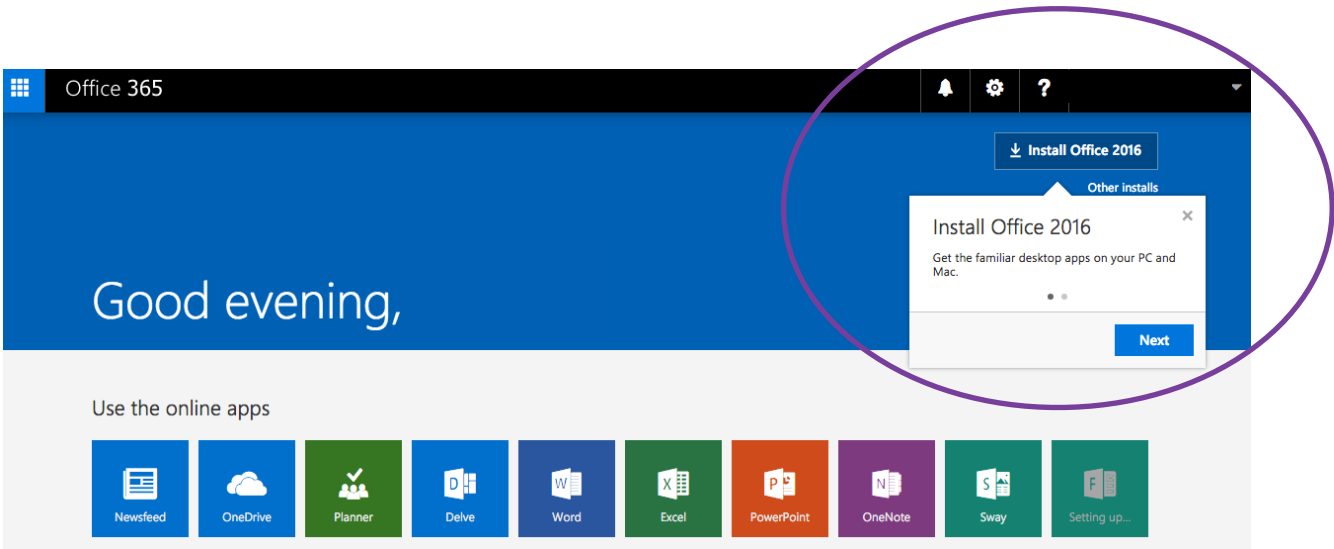 Office 365
?
Install Office 2016
Other installs
Install Office 2016
Get the familiar desktop apps on your PC and
Mac.
Next
Good evening,
Use the online apps
Newsfeed
OneDrive
Planner
Delve
Word
Excel
PowerPoint
OneNote
Sway
Setting up...